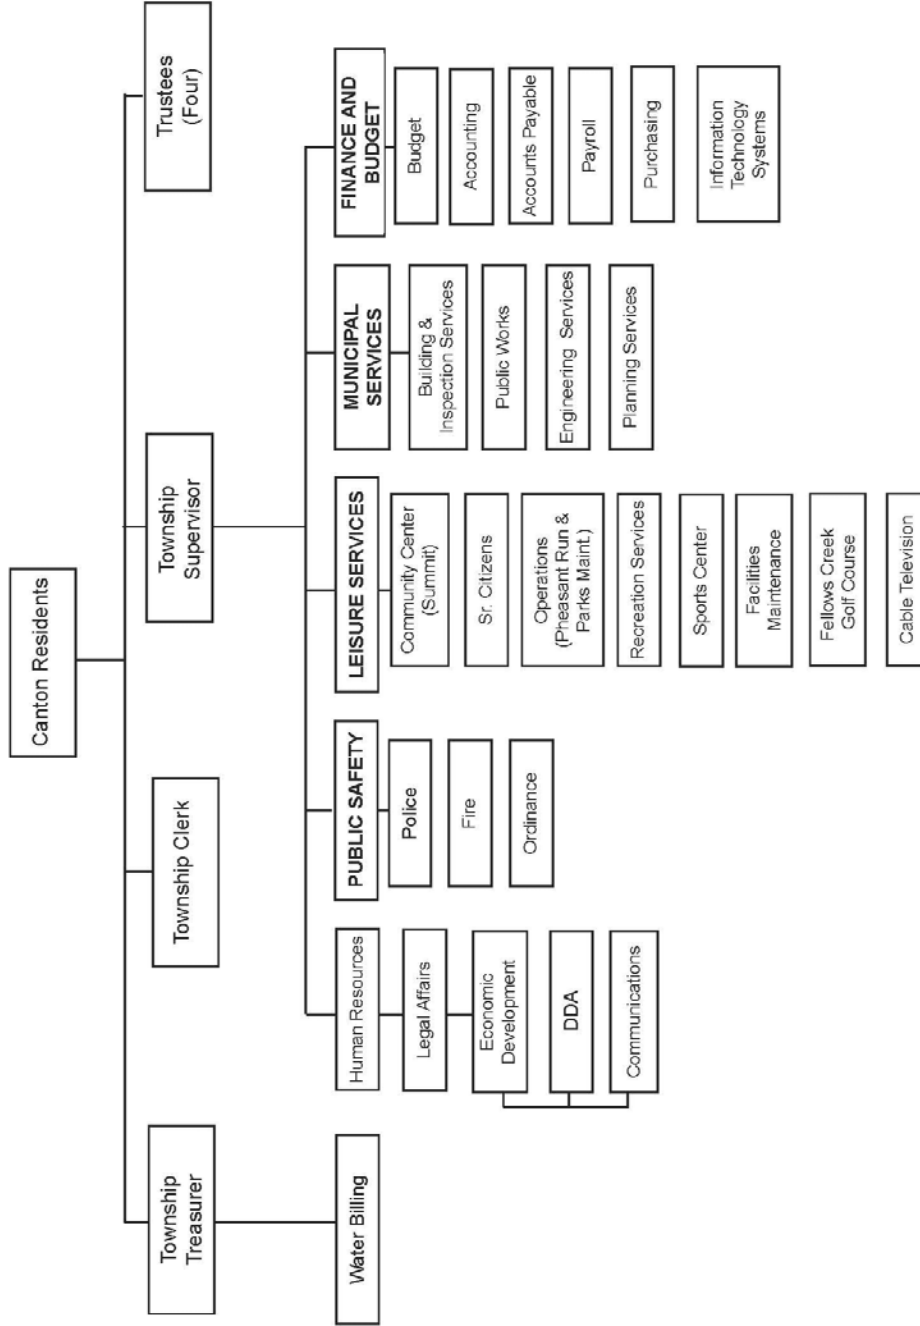 Canton Residents
Township
Treasurer
Township Clerk
Township
Supervisor
Trustees
(Four)
Water Billing
Human Resources
Legal Affairs
Economic
Development
DDA
Communications
PUBLIC SAFETY
Police
Fire
Ordinance
LEISURE SERVICES
Community Center
(Summit)
Sr. Citizens
Operations
(Pheasant Run &
Parks Maint.)
Recreation Services
Sports Center
Facilities
Maintenance
Fellows Creek
Golf Course
Cable Television
MUNICIPAL
SERVICES
Building &
Inspection Services
Public Works
Engineering Services
Planning Services
FINANCE AND
BUDGET
Budget
Accounting
Accounts Payable
Payroll
Purchasing
Information
Technology
Systems